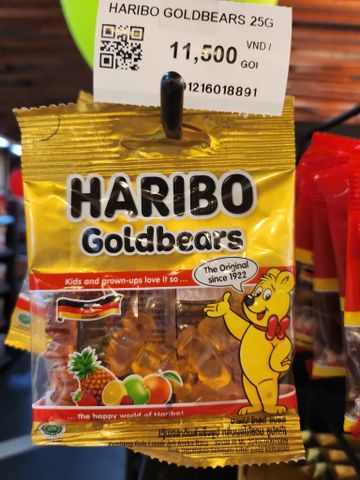 HARIBO GOLDBEARS 25G
11,500
VND /
GOI
01216018891
HARIBO
Goldbears
Kids and grown-ups love it so ...
The Original
since 1922
... the happy world of Haribo!